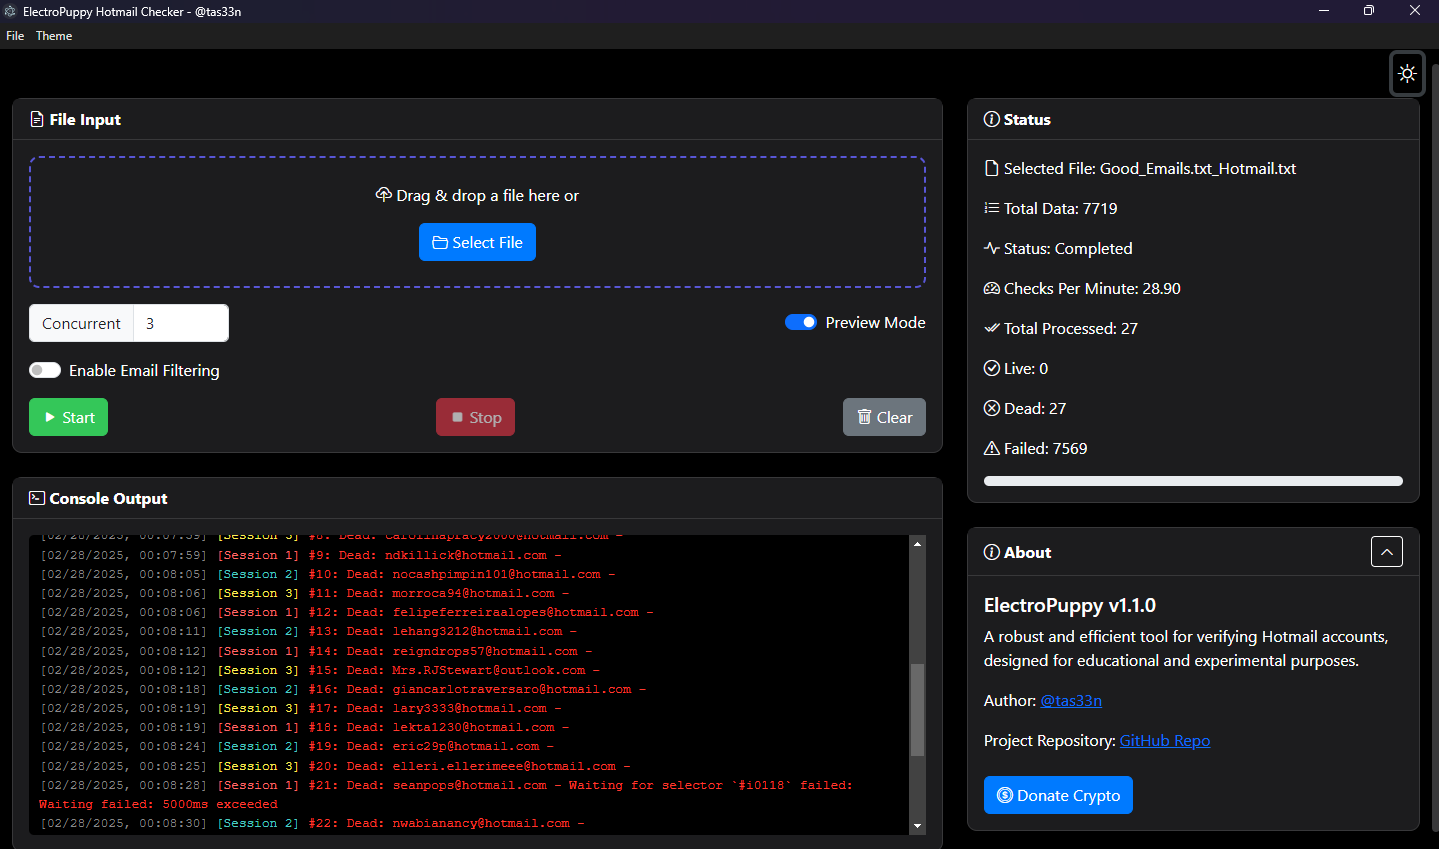 ElectroPuppy Hotmail Checker - @tas33n
File Theme
File Input
Drag & drop a file here or
Select File
Concurrent 3
Preview Mode
Enable Email Filtering
Start
Stop
Clear
Console Output
[02/28/2025, 00:07:59] [Session 3] #8: Dead: carolinapracy2000@hotmail.com -
[02/28/2025, 00:07:59] [Session 1] #9: Dead: ndkillick@hotmail.com -
[02/28/2025, 00:08:05] [Session 2] #10: Dead: nocashpimpin101@hotmail.com -
[02/28/2025, 00:08:06] [Session 3] #11: Dead: morroca94@hotmail.com -
[02/28/2025, 00:08:06] [Session 1] #12: Dead: felipeferreiraalopes@hotmail.com -
[02/28/2025, 00:08:11] [Session 2] #13: Dead: lehang3212@hotmail.com -
[02/28/2025, 00:08:12] [Session 1] #14: Dead: reigndrops57@hotmail.com -
[02/28/2025, 00:08:12] [Session 3] #15: Dead: Mrs.RJStewart@outlook.com -
[02/28/2025, 00:08:18] [Session 2] #16: Dead: giancarlotraversaro@hotmail.com -
[02/28/2025, 00:08:19] [Session 3] #17: Dead: lary3333@hotmail.com -
[02/28/2025, 00:08:19] [Session 1] #18: Dead: lekta1230@hotmail.com -
[02/28/2025, 00:08:24] [Session 2] #19: Dead: eric29p@hotmail.com -
[02/28/2025, 00:08:25] [Session 3] #20: Dead: elleri.ellerimeee@hotmail.com -
[02/28/2025, 00:08:28] [Session 1] #21: Dead: seanpops@hotmail.com - Waiting for selector `#i0118` failed:
Waiting failed: 5000ms exceeded
[02/28/2025, 00:08:30] [Session 2] #22: Dead: nwabianancy@hotmail.com -
Status
Selected File: Good_Emails.txt_Hotmail.txt
Total Data: 7719
Status: Completed
Checks Per Minute: 28.90
Total Processed: 27
Live: 0
Dead: 27
Failed: 7569
About
ElectroPuppy v1.1.0
A robust and efficient tool for verifying Hotmail accounts,
designed for educational and experimental purposes.
Author: @tas33n
Project Repository: GitHub Repo
Donate Crypto